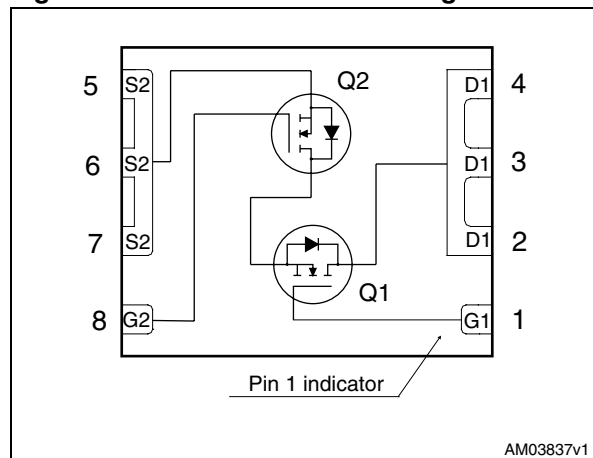 5 S2 Q2 D1 4
6 S2 D1 3
7 S2 D1 2
Q1
8 G2 G1 1
Pin 1 indicator
AM03837v1